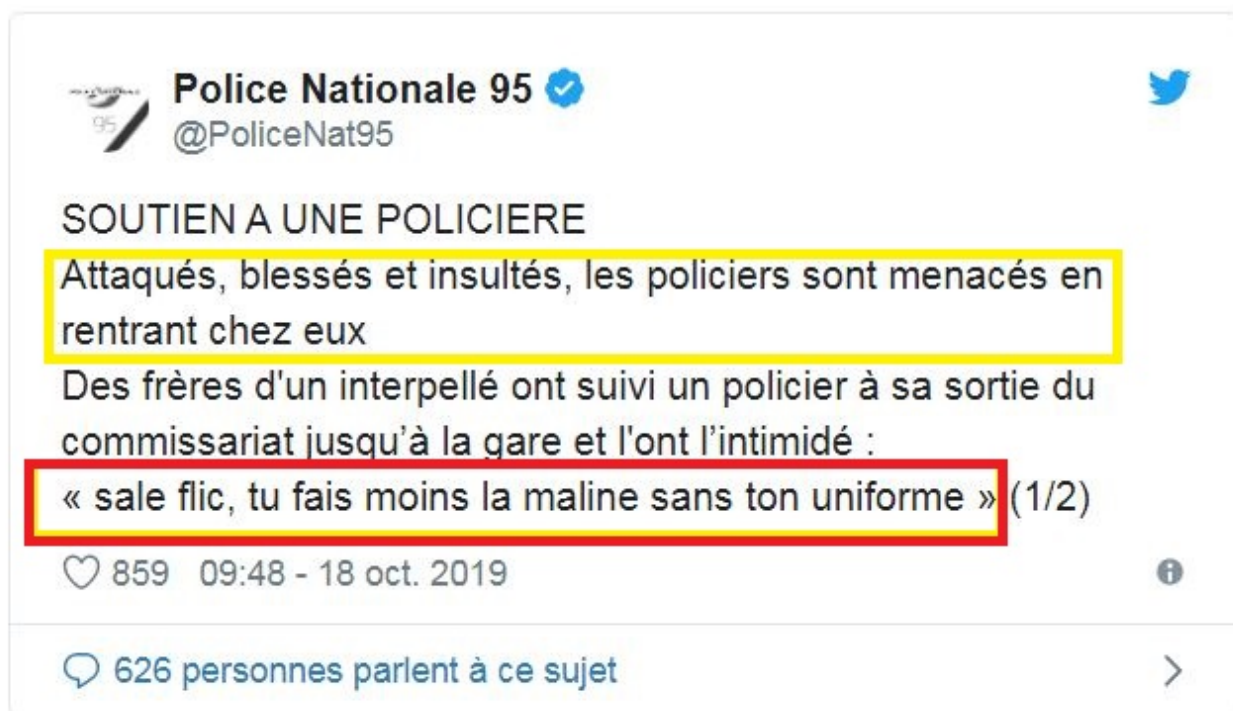 Police Nationale 95
@PoliceNat95
95
SOUTIEN A UNE POLICIERE
Attaqués, blessés et insultés, les policiers sont menacés en
rentrant chez eux
Des frères d'un interpellé ont suivi un policier à sa sortie du
commissariat jusqu’à la gare et l'ont l’intimidé :
« sale flic, tu fais moins la maline sans ton uniforme » (1/2)
859 09:48 - 18 oct. 2019
626 personnes parlent à ce sujet